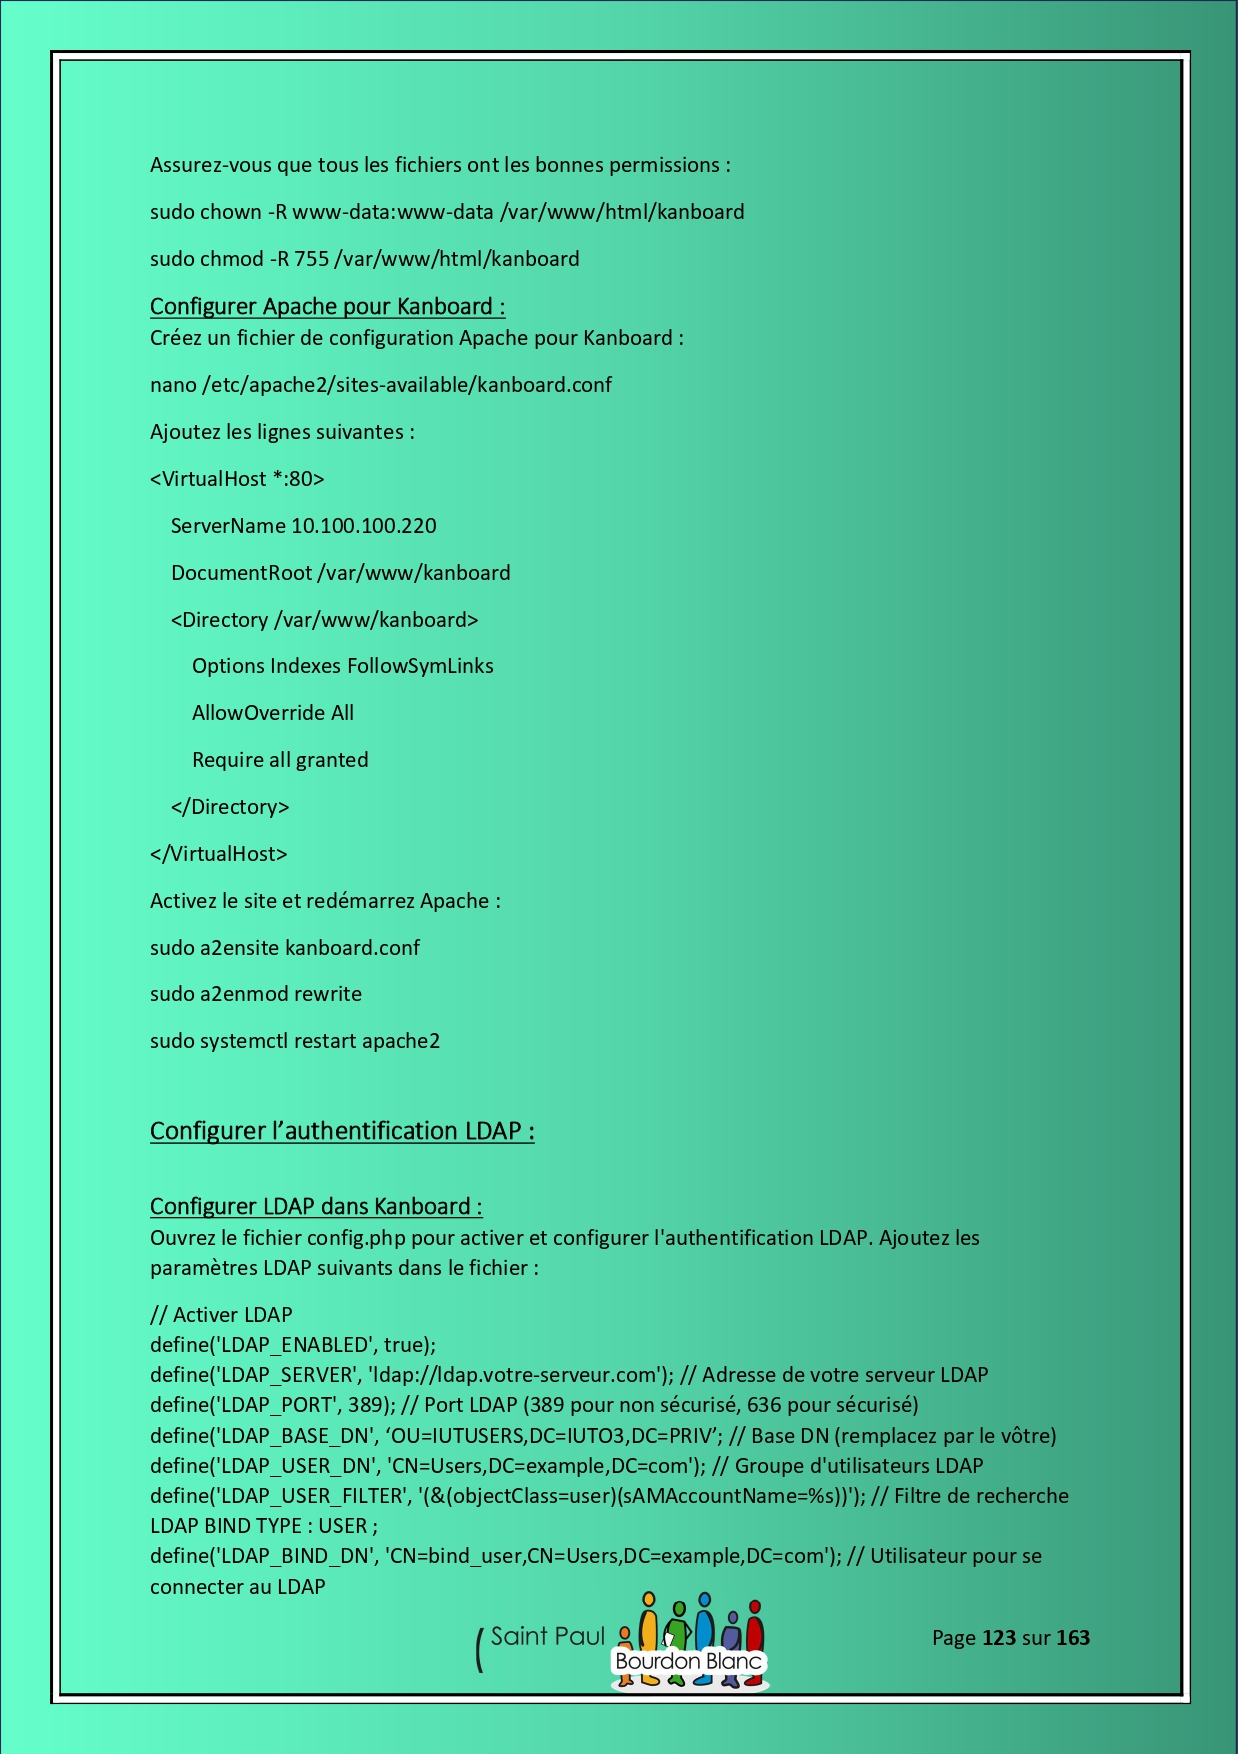 Assurez-vous que tous les fichiers ont les bonnes permissions :
sudo chown -R www-data:www-data /var/www/html/kanboard
sudo chmod -R 755 /var/www/html/kanboard
Configurer Apache pour Kanboard :
Créez un fichier de configuration Apache pour Kanboard :
nano /etc/apache2/sites-available/kanboard.conf
Ajoutez les lignes suivantes :
<VirtualHost *:80>
ServerName 10.100.100.220
DocumentRoot /var/www/kanboard
<Directory /var/www/kanboard>
Options Indexes FollowSymLinks
AllowOverride All
Require all granted
</Directory>
</VirtualHost>
Activez le site et redémarrez Apache :
sudo a2ensite kanboard.conf
sudo a2enmod rewrite
sudo systemctl restart apache2
Configurer l’authentification LDAP :
Configurer LDAP dans Kanboard :
Ouvrez le fichier config.php pour activer et configurer l'authentification LDAP. Ajoutez les
paramètres LDAP suivants dans le fichier :
// Activer LDAP
define('LDAP_ENABLED', true);
define('LDAP_SERVER', 'ldap://ldap.votre-serveur.com'); // Adresse de votre serveur LDAP
define('LDAP_PORT', 389); // Port LDAP (389 pour non sécurisé, 636 pour sécurisé)
define('LDAP_BASE_DN', ‘OU=IUTUSERS,DC=IUTO3,DC=PRIV’; // Base DN (remplacez par le vôtre)
define('LDAP_USER_DN', 'CN=Users,DC=example,DC=com'); // Groupe d'utilisateurs LDAP
define('LDAP_USER_FILTER', '(&(objectClass=user)(sAMAccountName=%s))'); // Filtre de recherche
LDAP BIND TYPE : USER ;
define('LDAP_BIND_DN', 'CN=bind_user,CN=Users,DC=example,DC=com'); // Utilisateur pour se
connecter au LDAP
Saint Paul
Bourdon Blanc
Page 123 sur 163